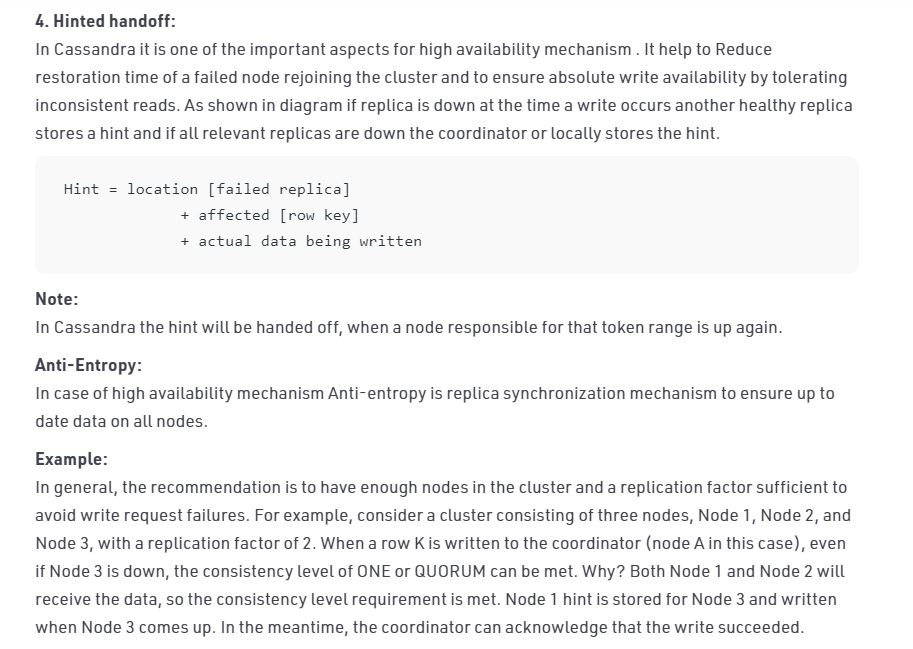 4. Hinted handoff:
In Cassandra it is one of the important aspects for high availability mechanism . It help to Reduce
restoration time of a failed node rejoining the cluster and to ensure absolute write availability by tolerating
inconsistent reads. As shown in diagram if replica is down at the time a write occurs another healthy replica
stores a hint and if all relevant replicas are down the coordinator or locally stores the hint.
Hint = location [failed replica]
+ affected [row key]
+ actual data being written
Note:
In Cassandra the hint will be handed off, when a node responsible for that token range is up again.
Anti-Entropy:
In case of high availability mechanism Anti-entropy is replica synchronization mechanism to ensure up to
date data on all nodes.
Example:
In general, the recommendation is to have enough nodes in the cluster and a replication factor sufficient to
avoid write request failures. For example, consider a cluster consisting of three nodes, Node 1, Node 2, and
Node 3, with a replication factor of 2. When a row K is written to the coordinator (node A in this case), even
if Node 3 is down, the consistency level of ONE or QUORUM can be met. Why? Both Node 1 and Node 2 will
receive the data, so the consistency level requirement is met. Node 1 hint is stored for Node 3 and written
when Node 3 comes up. In the meantime, the coordinator can acknowledge that the write succeeded.